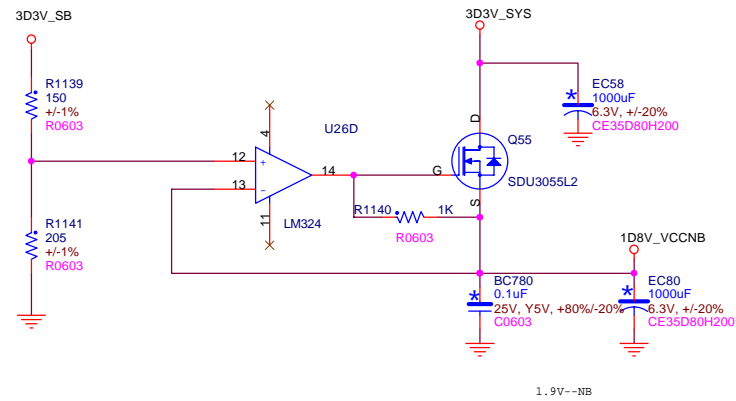 3D3V_SB
3D3V_SYS
R1139
150
+/-1%
R0603
EC58
1000uF
6.3V, +/-20%
CE35D80H200
*
4
U26D
D
Q55
12
+
14
G
13
-
SDU3055L2
11
LM324
S
R1140
1K
R0603
R1141
205
+/-1%
R0603
1D8V_VCCNB
BC780
0.1uF
25V, Y5V, +80%/-20%
C0603
*
EC80
1000uF
6.3V, +/-20%
CE35D80H200
*
1.9V--NB